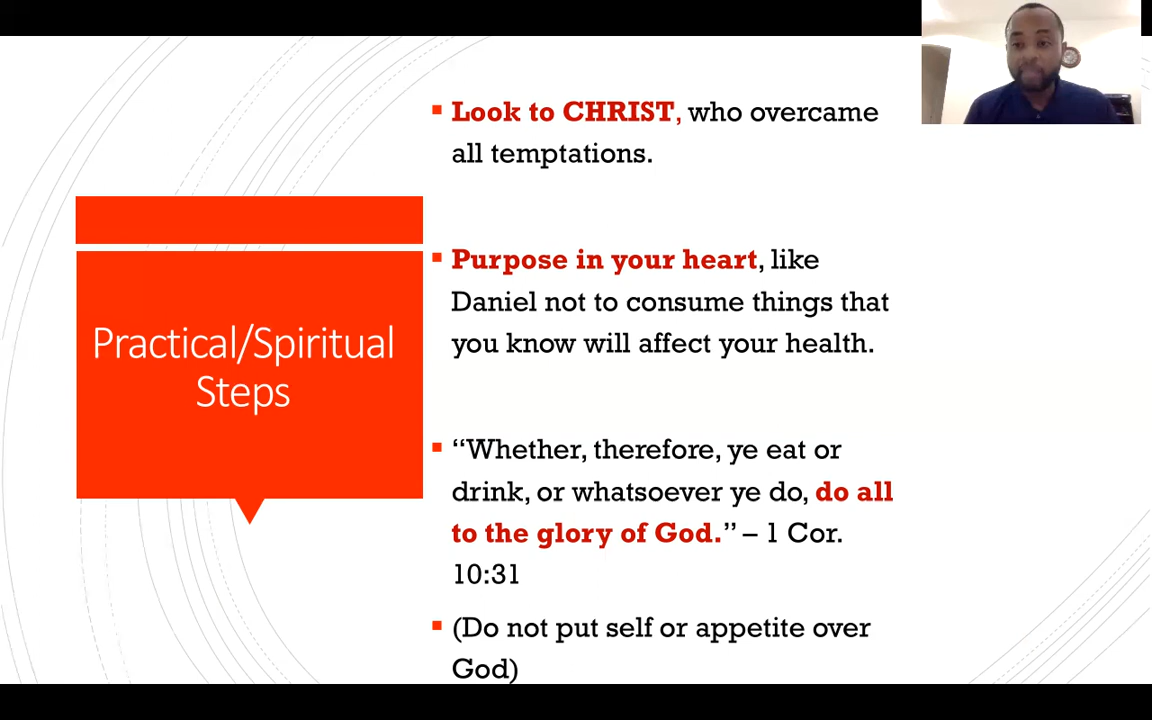 Look to CHRIST, who overcame
all temptations.
Practical/Spiritual
Steps
Purpose in your heart, like
Daniel not to consume things that
you know will affect your health.
“Whether, therefore, ye eat or
drink, or whatsoever ye do, do all
to the glory of God.” – 1 Cor.
10:31
(Do not put self or appetite over
God)